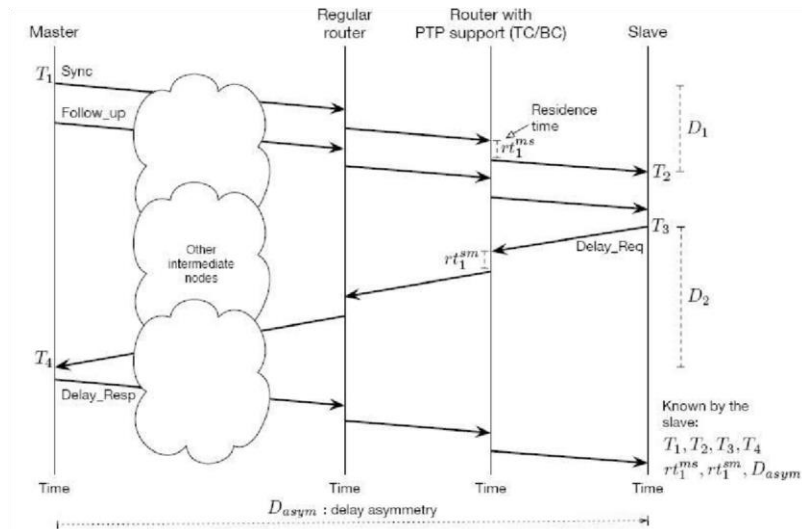 Master
Regular
router
Router with
PTP support (TC/BC)
Slave
T₁
Sync
Follow_up
Residence
time
rt₁ᵐˢ
D₁
T₂
T₃
Delay_Req
rt₁ˢᵐ
Other
intermediate
nodes
D₂
T₄
Delay_Resp
Known by the
slave:
T₁, T₂, T₃, T₄
rt₁ᵐˢ, rt₁ˢᵐ, D_asym
Time
Time
Time
Time
D_asym : delay asymmetry